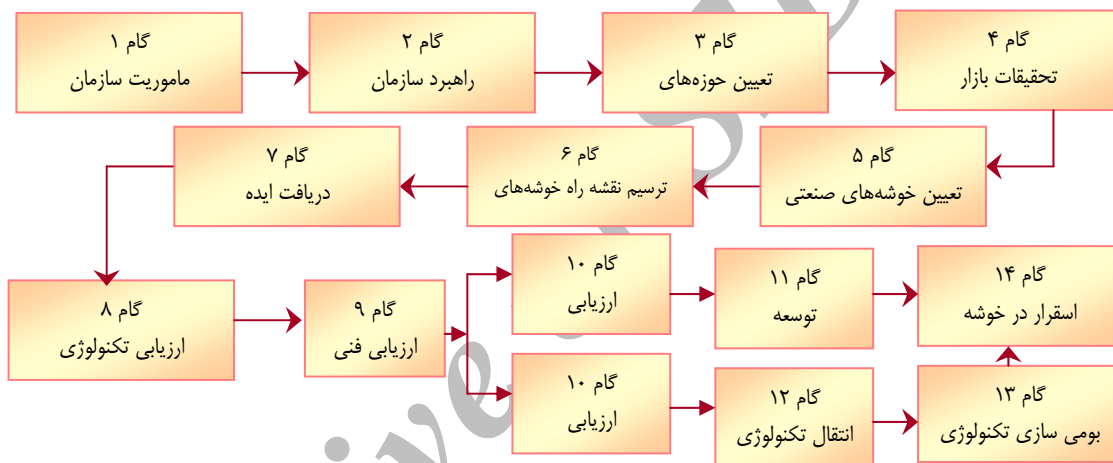 گام ۱
ماموریت سازمان
گام ۲
راهبرد سازمان
گام ۳
تعیین حوزه‌های
گام ۴
تحقیقات بازار
گام ۵
تعیین خوشه‌های صنعتی
گام ۶
ترسیم نقشه راه خوشه‌های
گام ۷
دریافت ایده
گام ۸
ارزیابی تکنولوژی
گام ۹
ارزیابی فنی
گام ۱۰
ارزیابی
گام ۱۱
توسعه
گام ۱۴
اسقرار در خوشه
گام ۱۰
ارزیابی
گام ۱۲
انتقال تکنولوژی
گام ۱۳
بومی سازی تکنولوژی